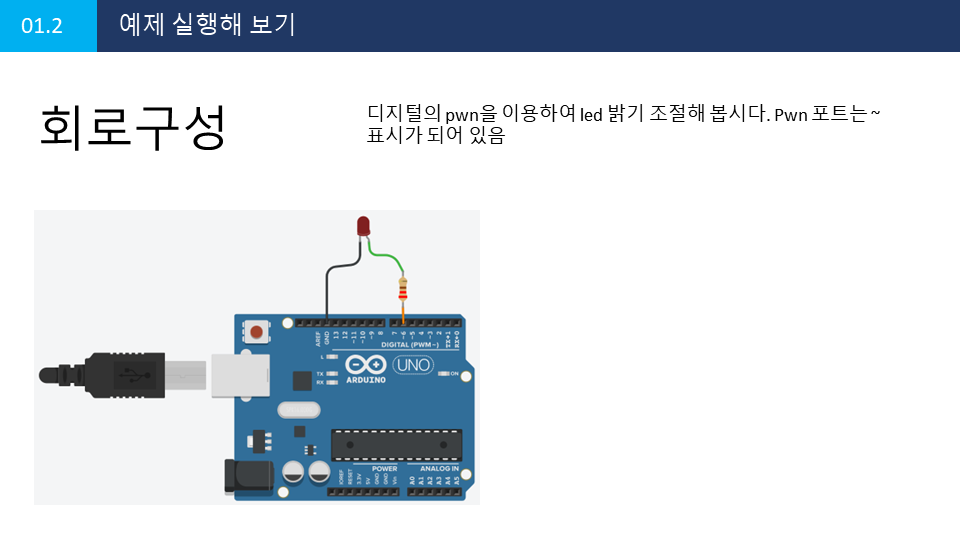 01.2
예제 실행해 보기
회로구성
디지털의 pwn을 이용하여 led 밝기 조절해 봅시다. Pwn 포트는 ~
표시가 되어 있음
AREF
GND
13
12
~11
~10
~9
8
7
~6
~5
4
~3
2
TX→1
RX←0
DIGITAL (PWM~)
L
TX
RX
ARDUINO
UNO
ON
POWER
ANALOG IN
IOREF
RESET
3.3V
5V
GND
GND
Vin
A0
A1
A2
A3
A4
A5